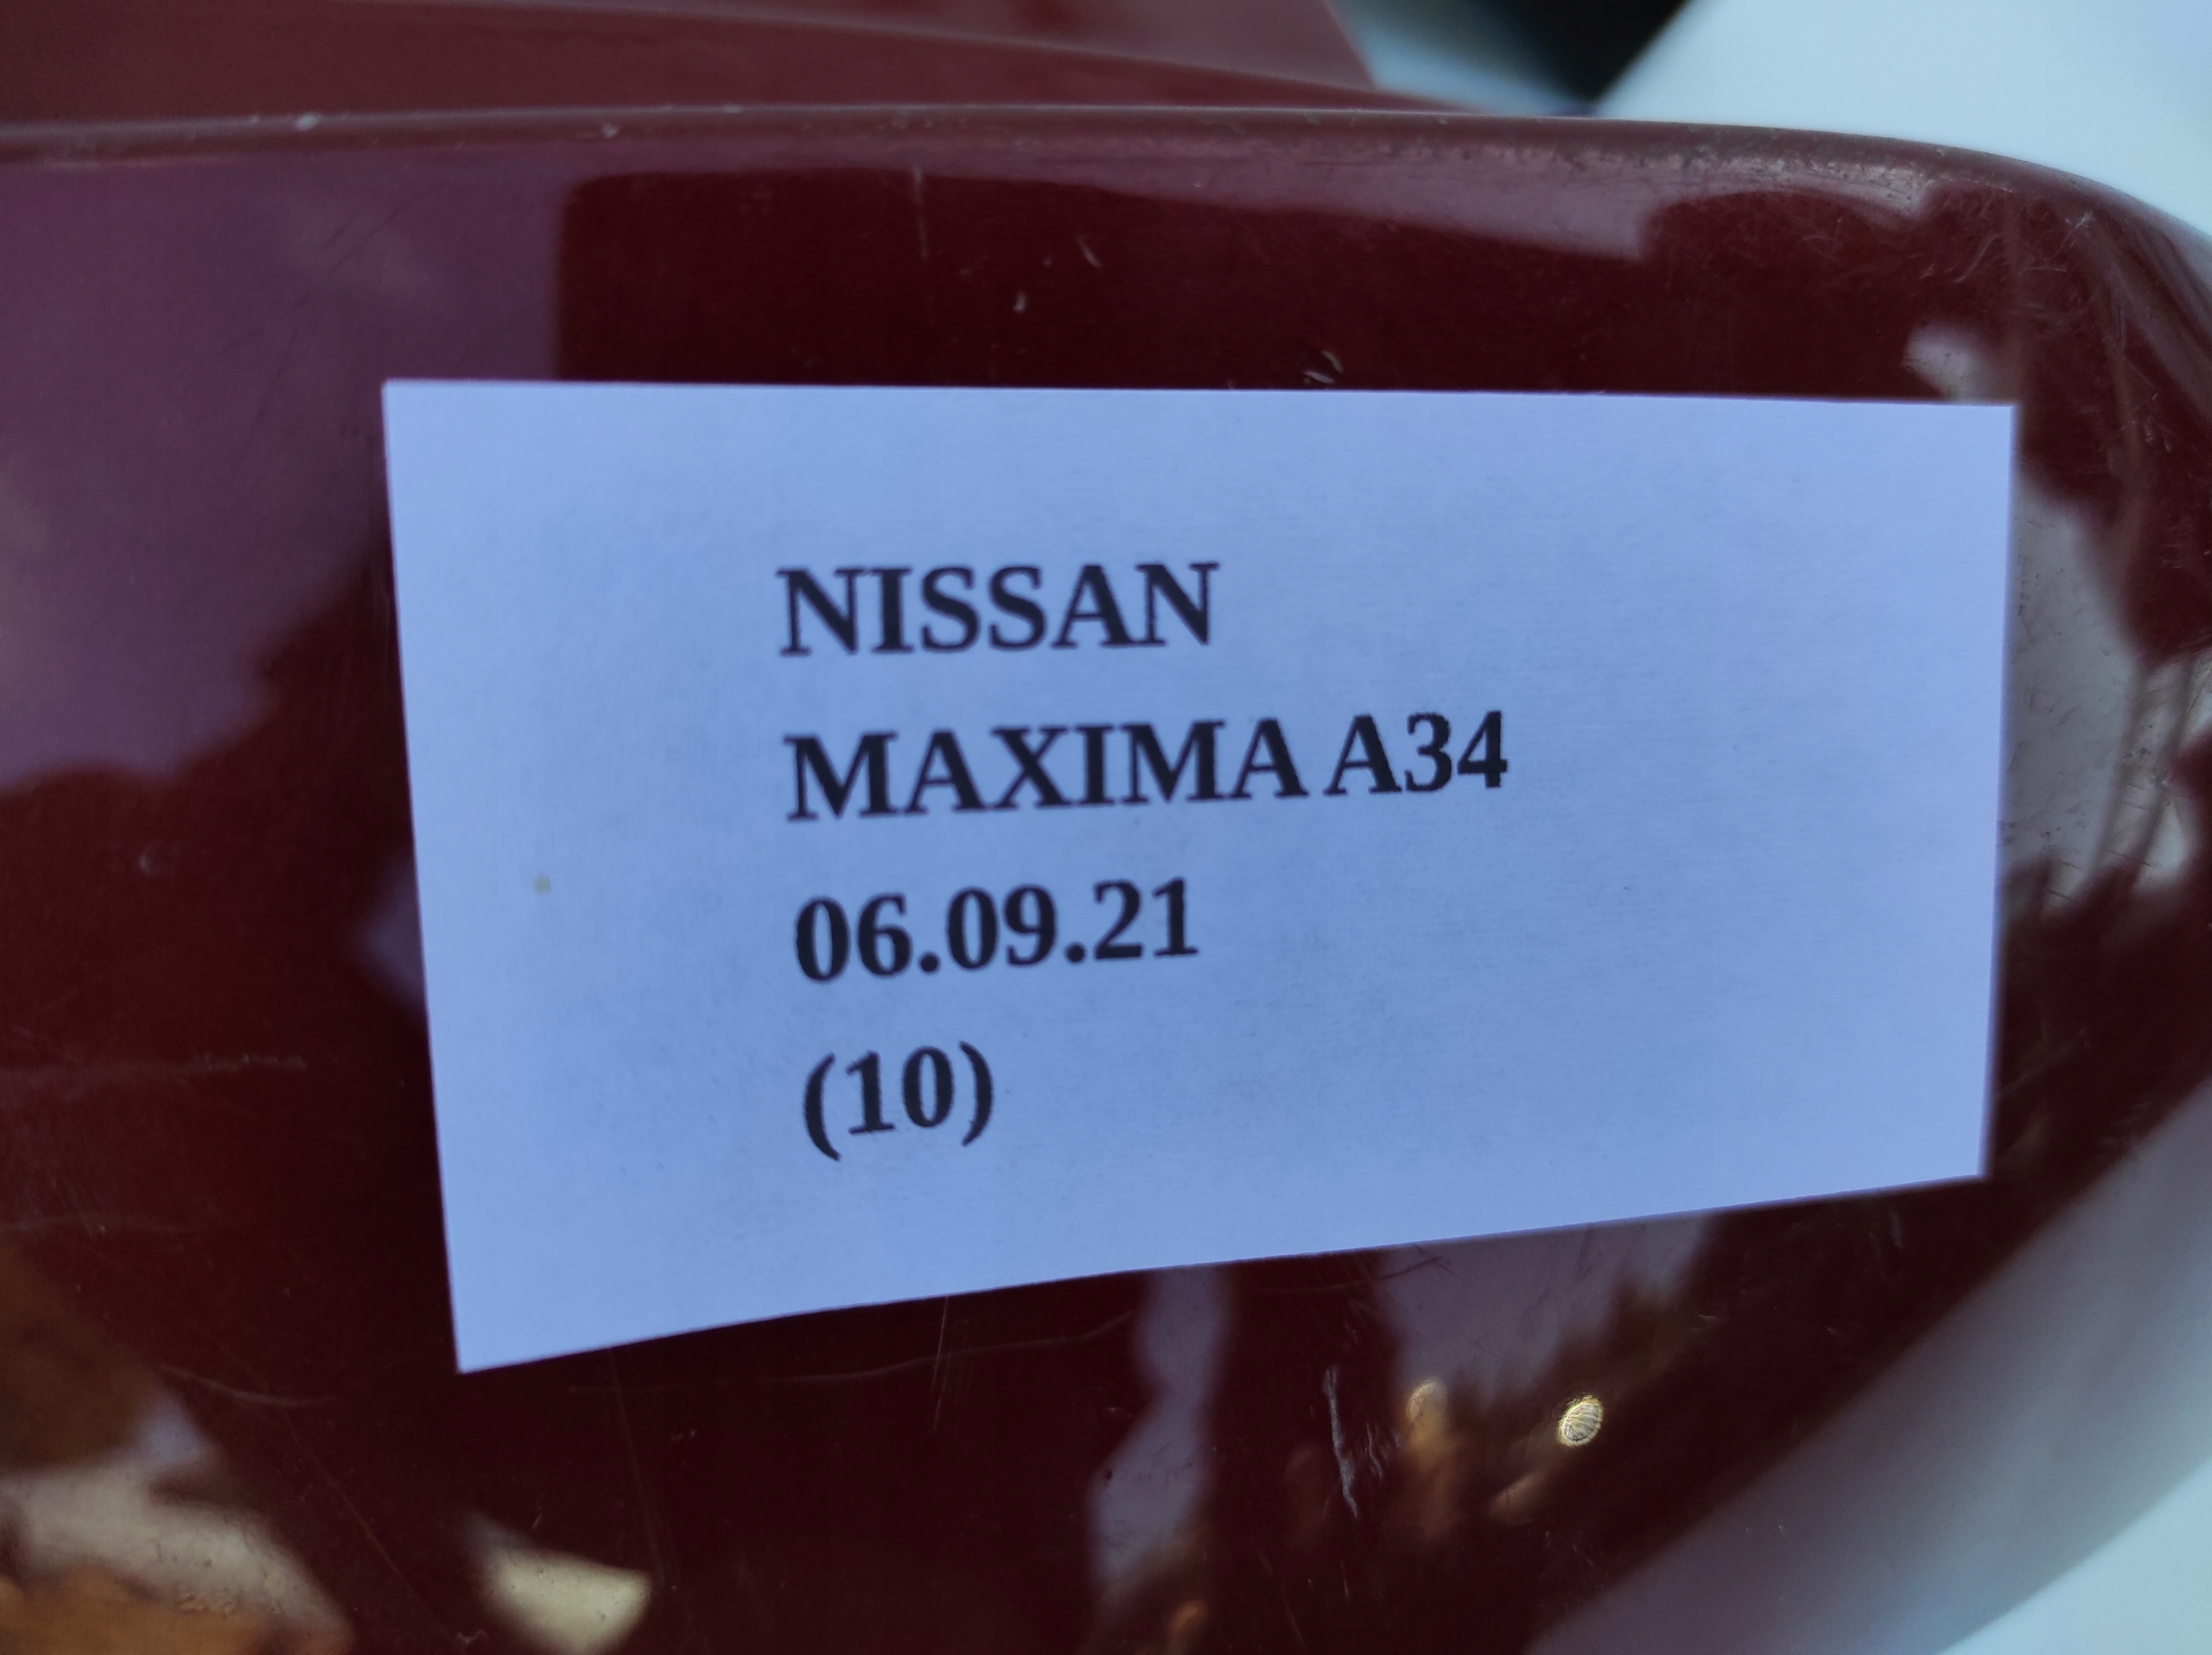 NISSAN
MAXIMA A34
06.09.21
(10)